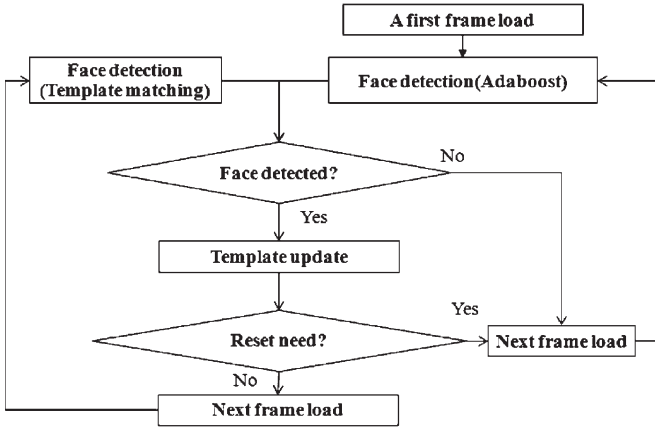 A first frame load
Face detection
(Template matching)
Face detection(Adaboost)
Face detected?
No
Yes
Template update
Reset need?
Yes
Next frame load
No
Next frame load